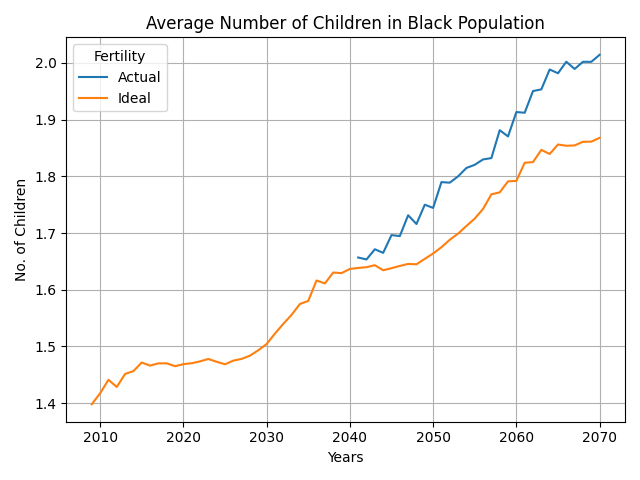 Average Number of Children in Black Population
Fertility
Actual
Ideal
No. of Children
2.0
1.9
1.8
1.7
1.6
1.5
1.4
2010 2020 2030 2040 2050 2060 2070
Years